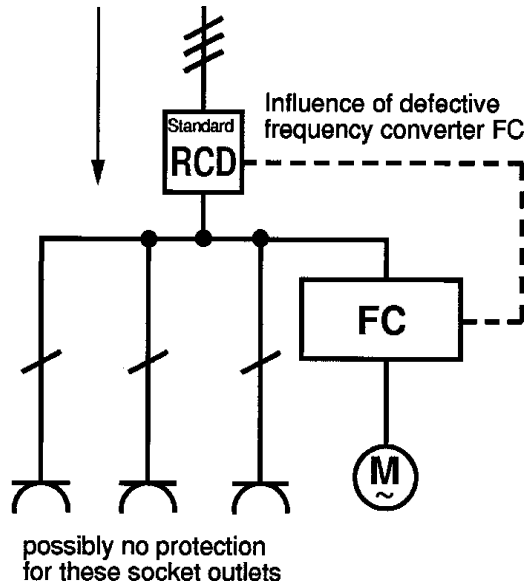 Influence of defective
frequency converter FC
Standard
RCD
FC
M
~
possibly no protection
for these socket outlets